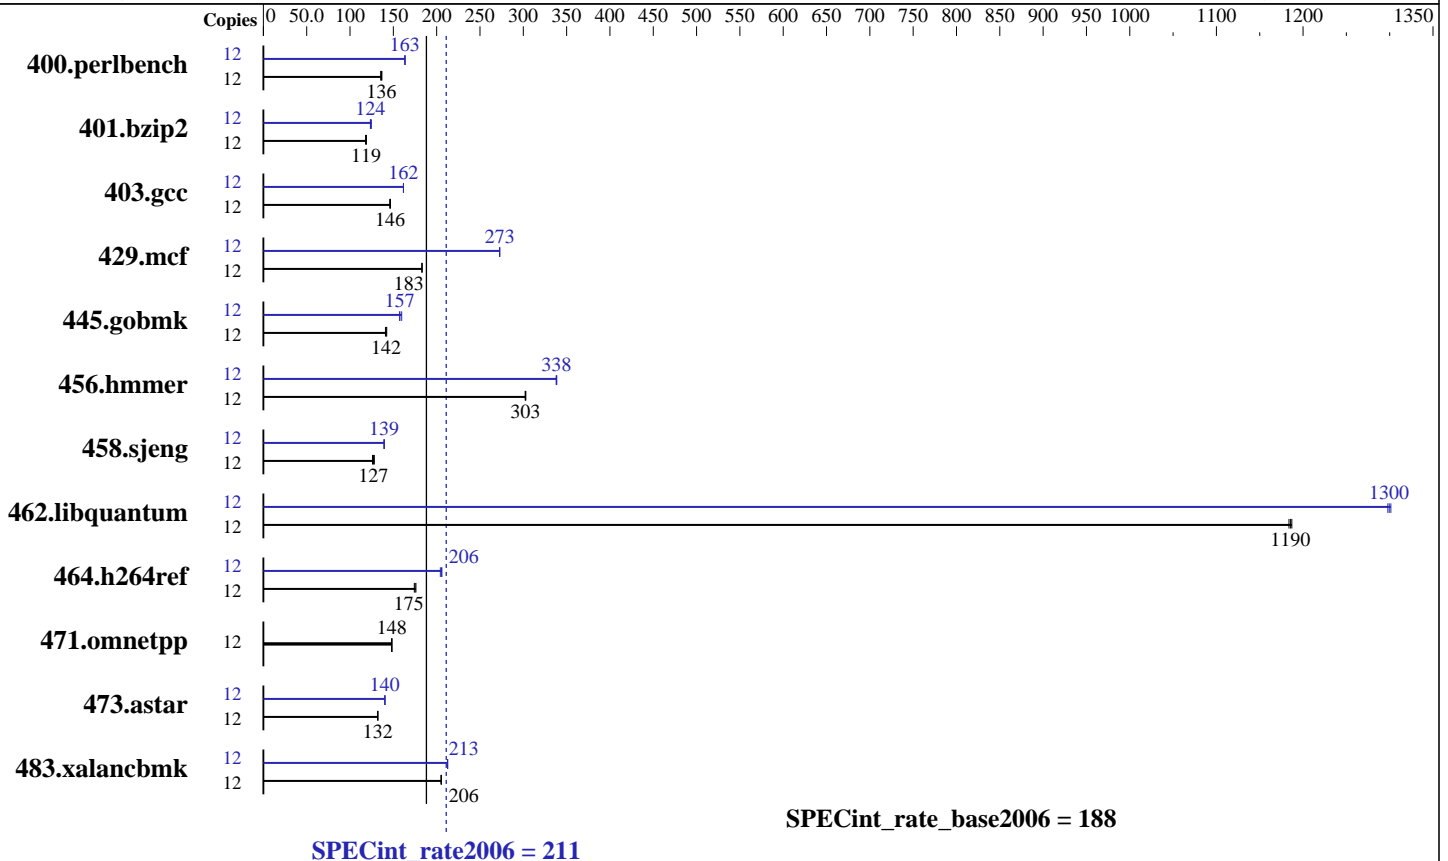 Copies 0 50.0 100 150 200 250 300 350 400 450 500 550 600 650 700 750 800 850 900 950 1000 1100 1200 1350
400.perlbench 12 163
12 136
401.bzip2 12 124
12 119
403.gcc 12 162
12 146
429.mcf 12 273
12 183
445.gobmk 12 157
12 142
456.hmmer 12 338
12 303
458.sjeng 12 139
12 127
462.libquantum 12 1300
12 1190
464.h264ref 12 206
12 175
471.omnetpp 12 148
473.astar 12 140
12 132
483.xalancbmk 12 213
12 206
SPECint_rate_base2006 = 188
SPECint_rate2006 = 211